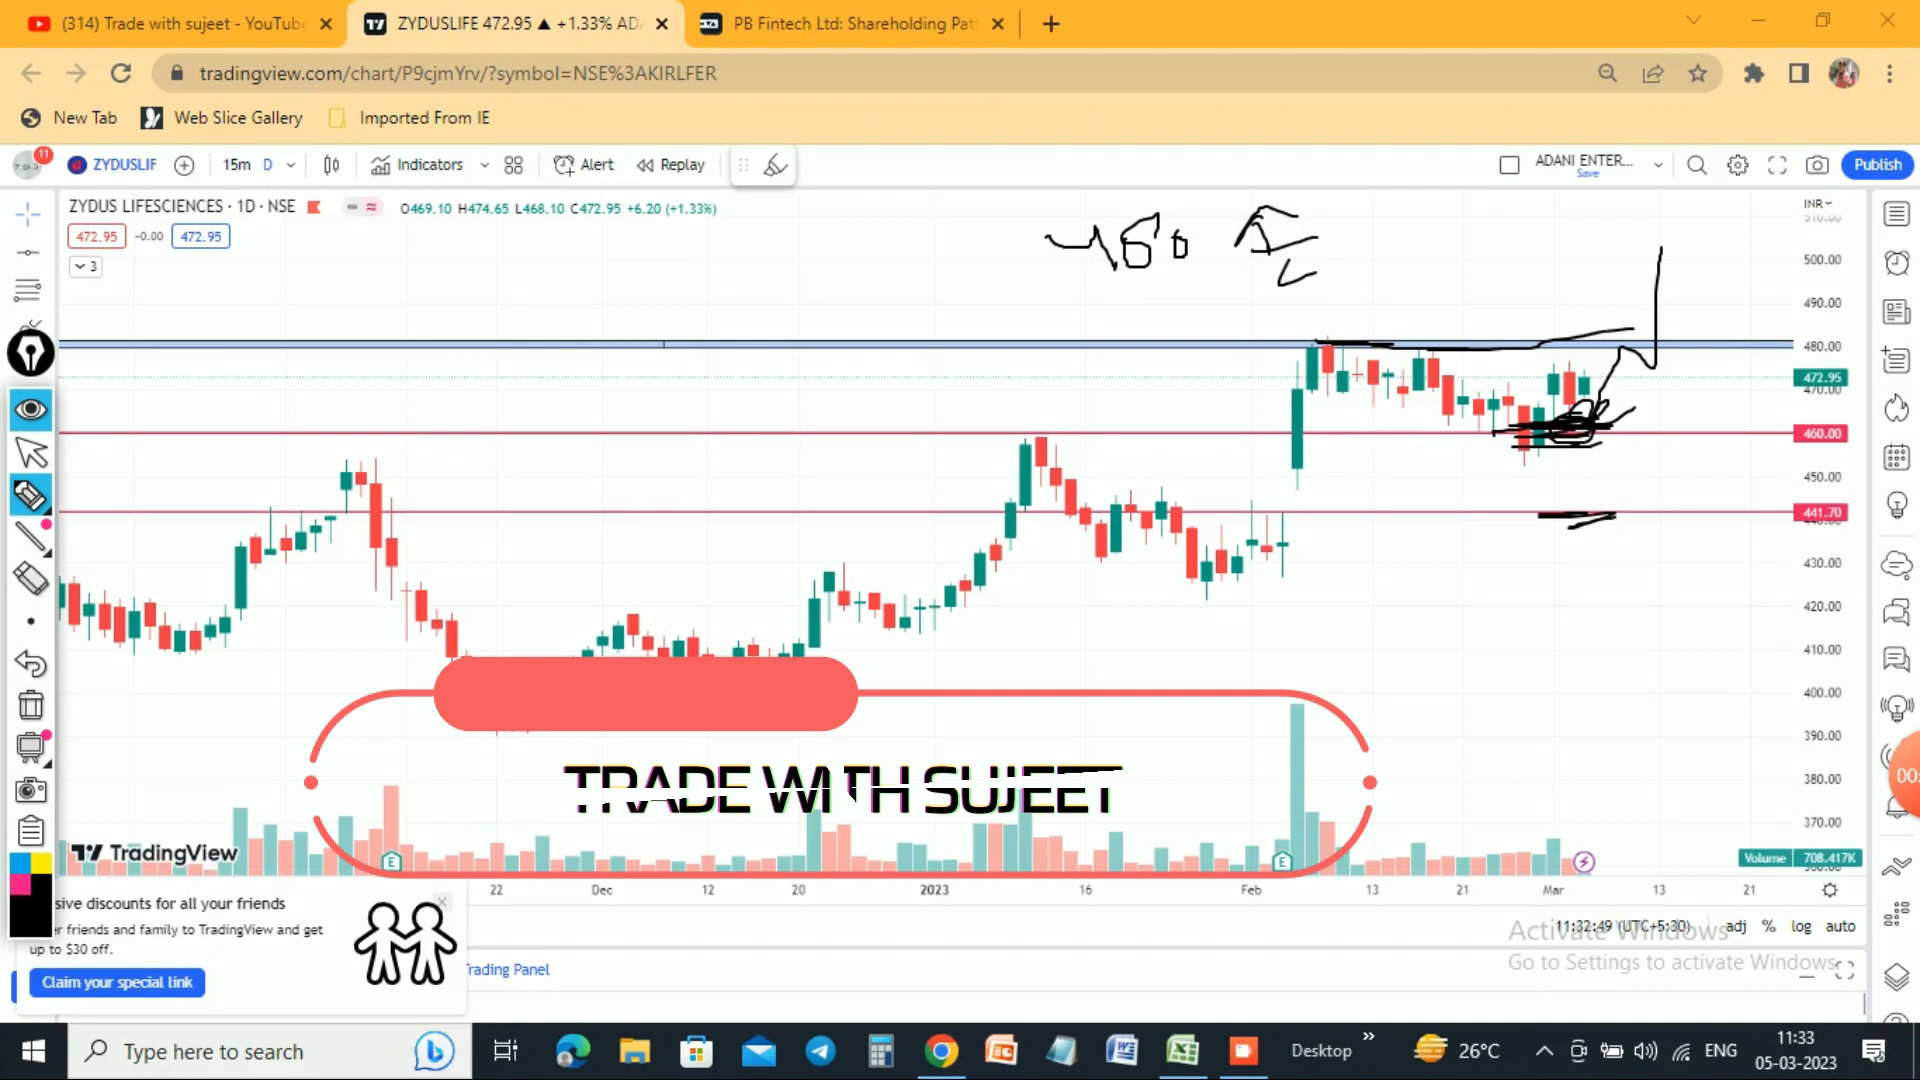 (314) Trade with sujeet - YouTube
ZYDUSLIFE 472.95 ▲ +1.33% AD
PB Fintech Ltd: Shareholding Pat
tradingview.com/chart/P9cjmYrv/?symbol=NSE%3AKIRLFER
New Tab
Web Slice Gallery
Imported From IE
11
ZYDUSLIF
15m
D
Indicators
Alert
Replay
ADANI ENTER...
Save
Publish
ZYDUS LIFESCIENCES · 1D · NSE
O469.10 H474.65 L468.10 C472.95 +6.20 (+1.33%)
INR
472.95
-0.00
472.95
3
460
510.00
500.00
490.00
480.00
472.95
470.00
460.00
450.00
441.70
430.00
420.00
410.00
400.00
390.00
380.00
370.00
TRADE WITH SUJEET
TradingView
E
E
Volume 708.417K
22
Dec
12
20
2023
16
Feb
13
21
Mar
13
21
11:32:49 (UTC+5:30)
adj
%
log
auto
sive discounts for all your friends
r friends and family to TradingView and get
up to $30 off.
Claim your special link
rading Panel
Activate Windows
Go to Settings to activate Windows.
00:
Type here to search
Desktop
26°C
ENG
11:33
05-03-2023